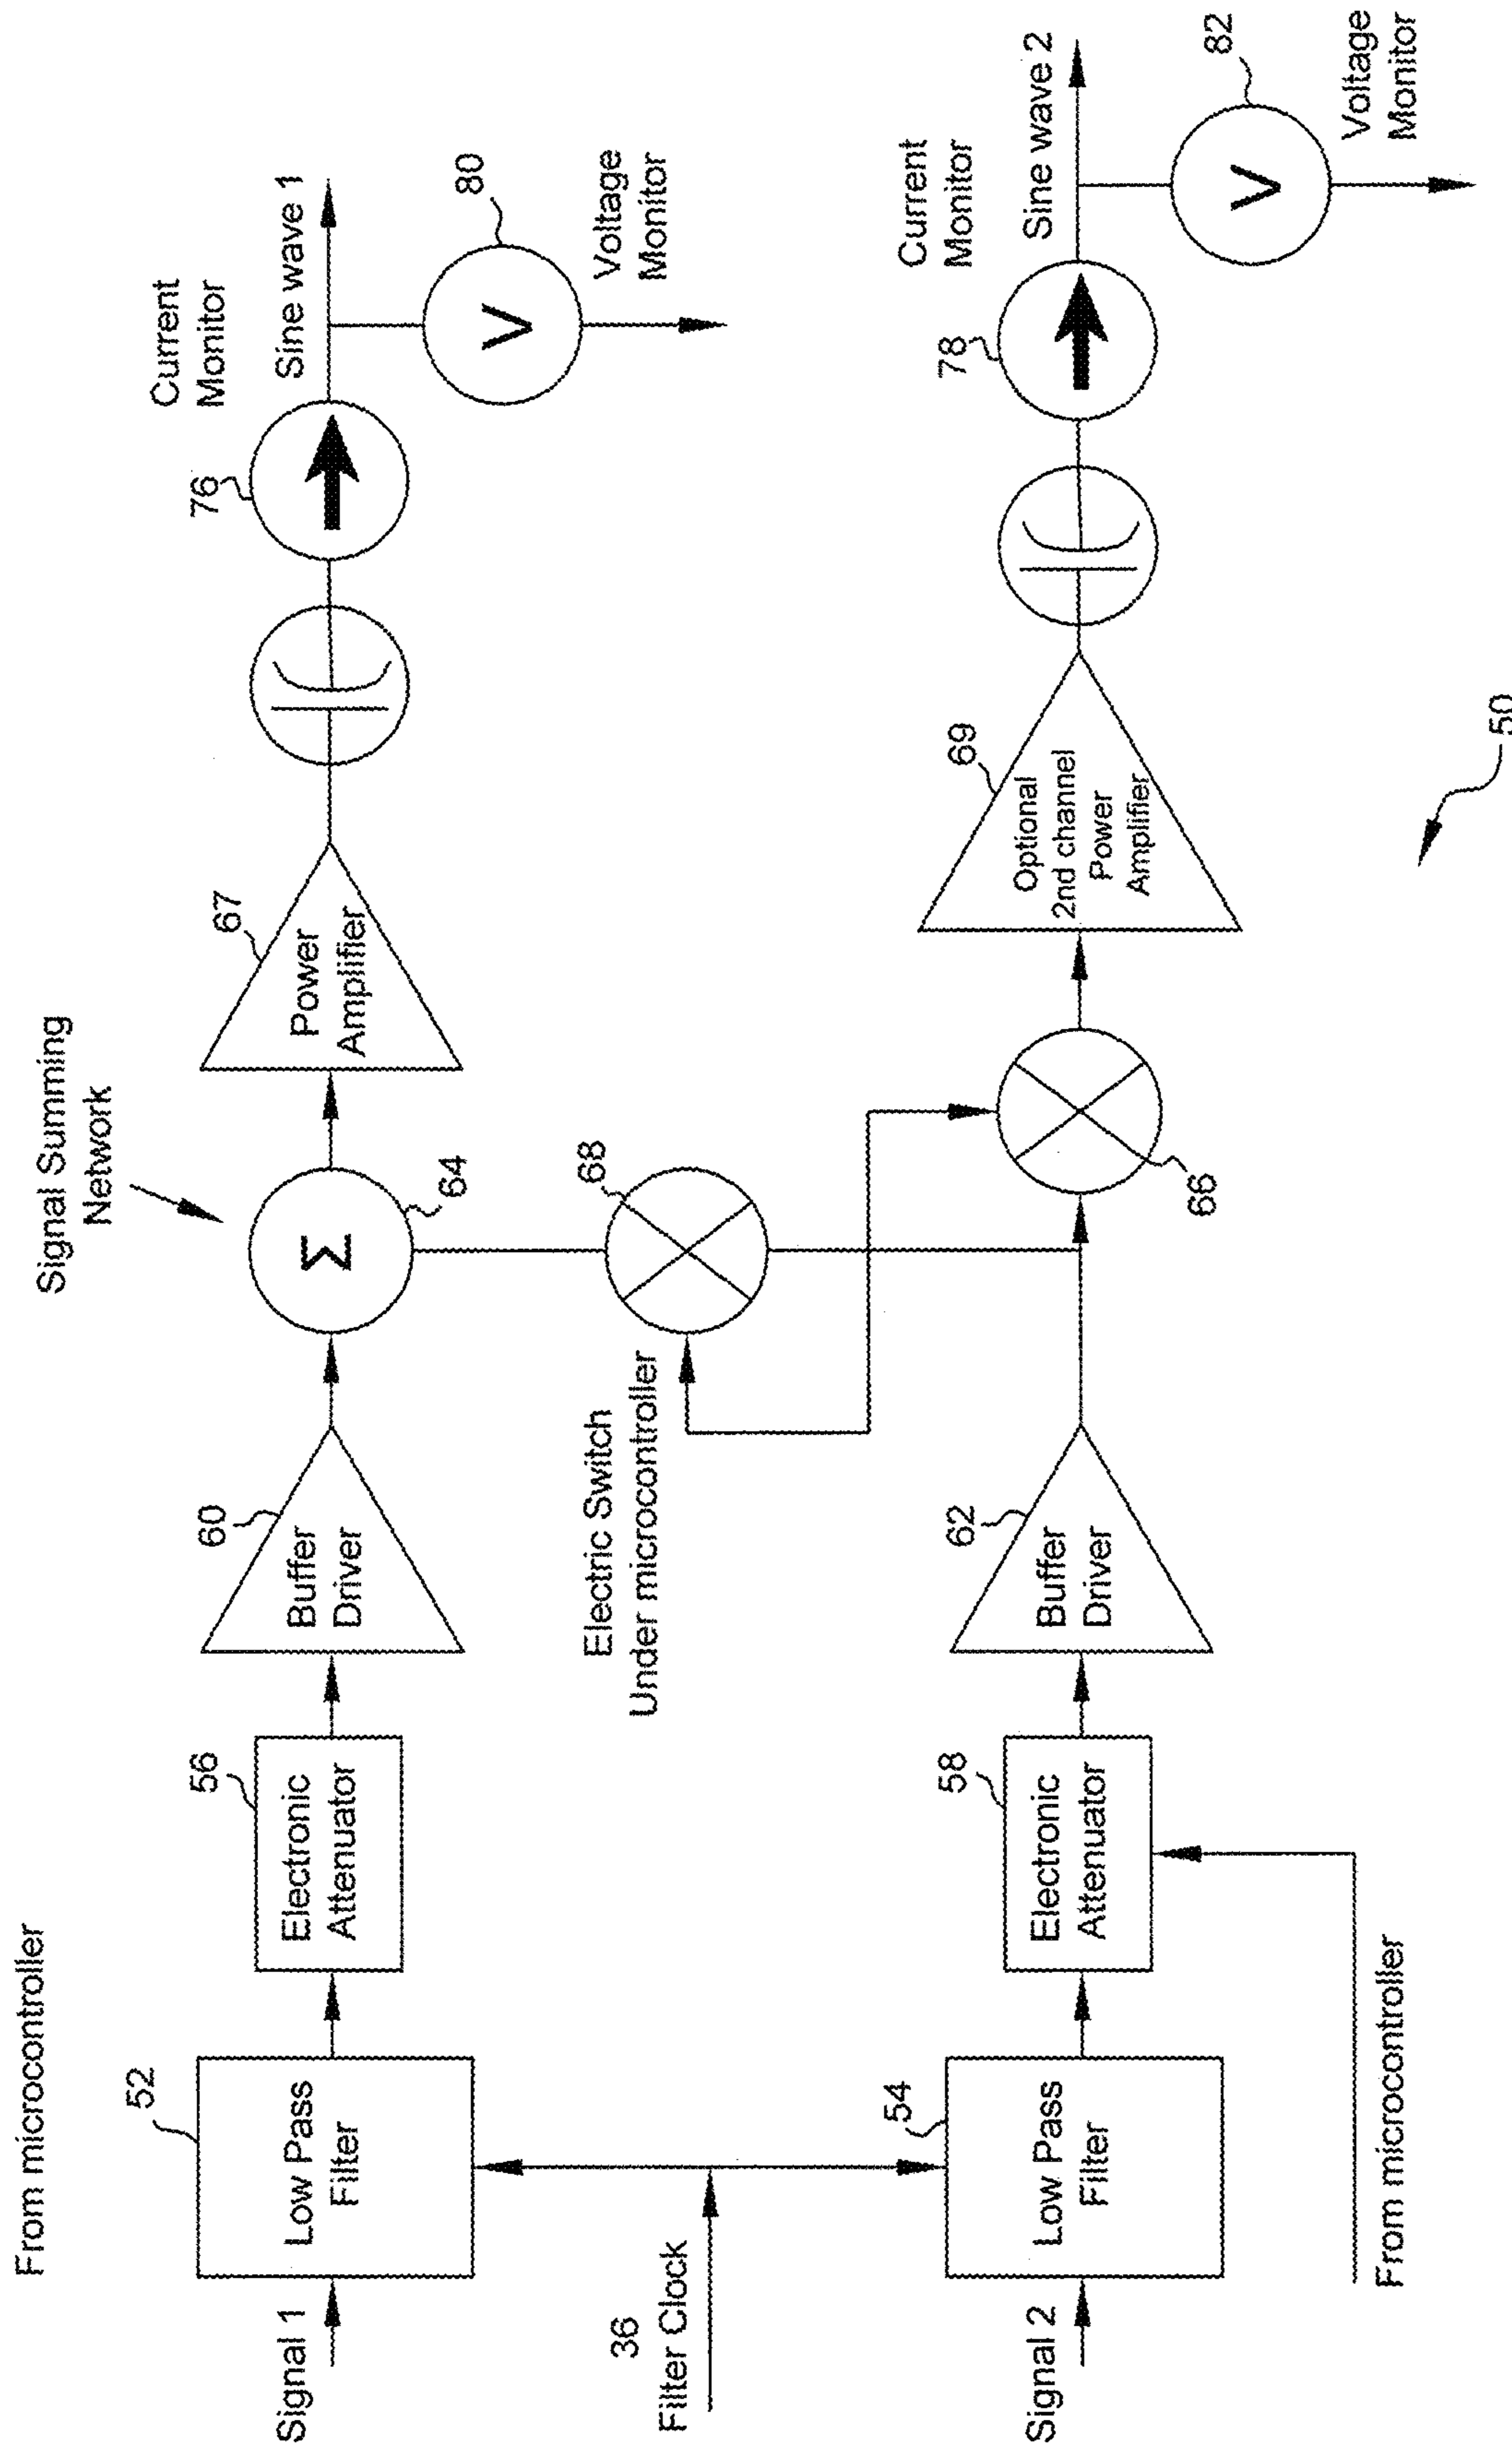 From microcontroller
Signal 1
52
Low Pass
Filter
56
Electronic
Attenuator
60
Buffer
Driver
Signal Summing
Network
Σ
64
67
Power
Amplifier
76
Current
Monitor
Sine wave 1
80
V
Voltage
Monitor
36
Filter Clock
Electric Switch
Under microcontroller
68
Signal 2
54
Low Pass
Filter
58
Electronic
Attenuator
62
Buffer
Driver
66
69
Optional
2nd channel
Power
Amplifier
78
Current
Monitor
Sine wave 2
82
V
Voltage
Monitor
From microcontroller
50